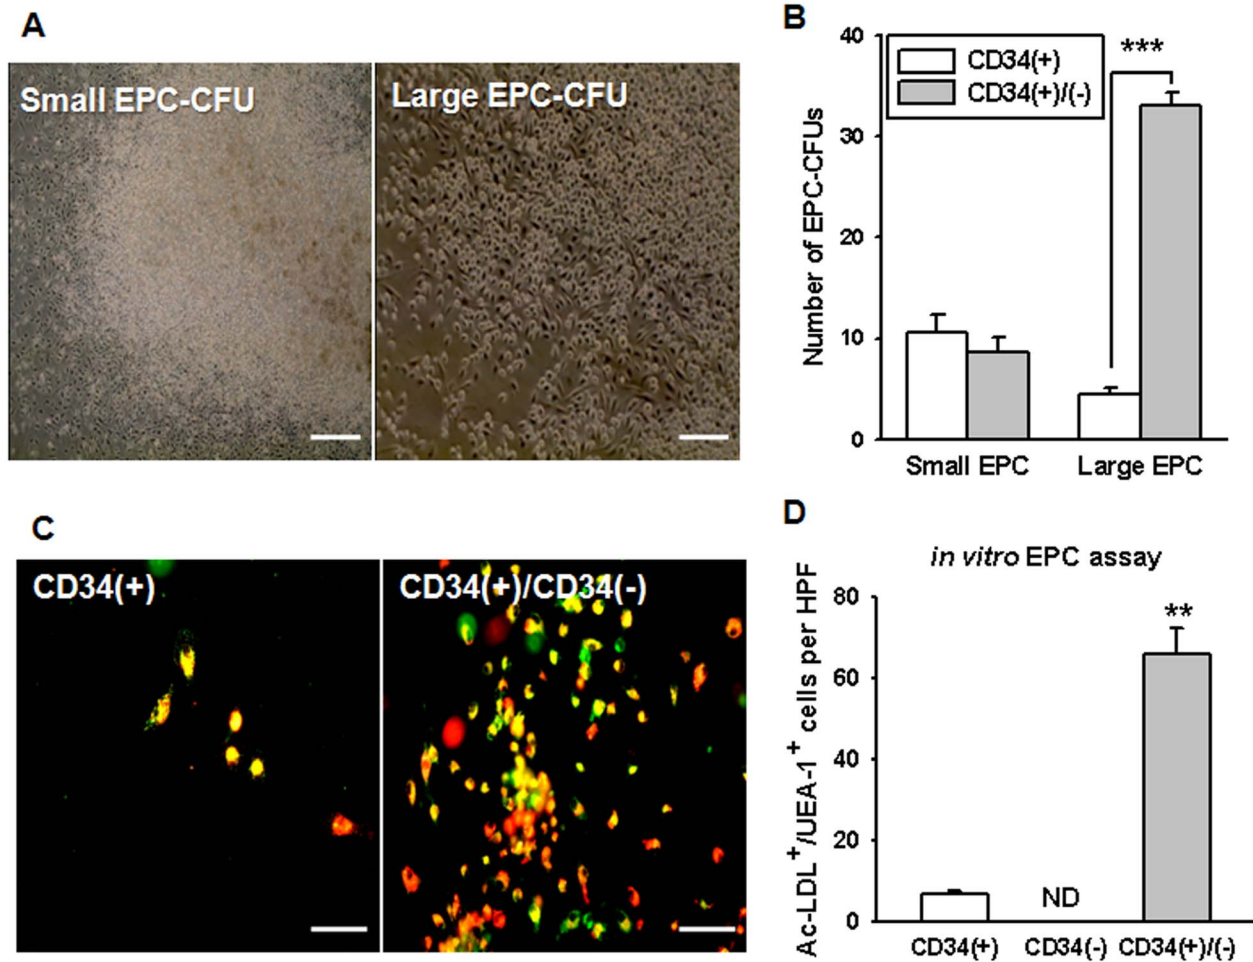 A
Small EPC-CFU
Large EPC-CFU
B
40
30
20
10
0
Number of EPC-CFUs
CD34(+)
CD34(+)/(-)
***
Small EPC
Large EPC
C
CD34(+)
CD34(+)/CD34(-)
D
in vitro EPC assay
80
60
40
20
0
Ac-LDL⁺/UEA-1⁺ cells per HPF
**
ND
CD34(+)
CD34(-)
CD34(+)/(-)